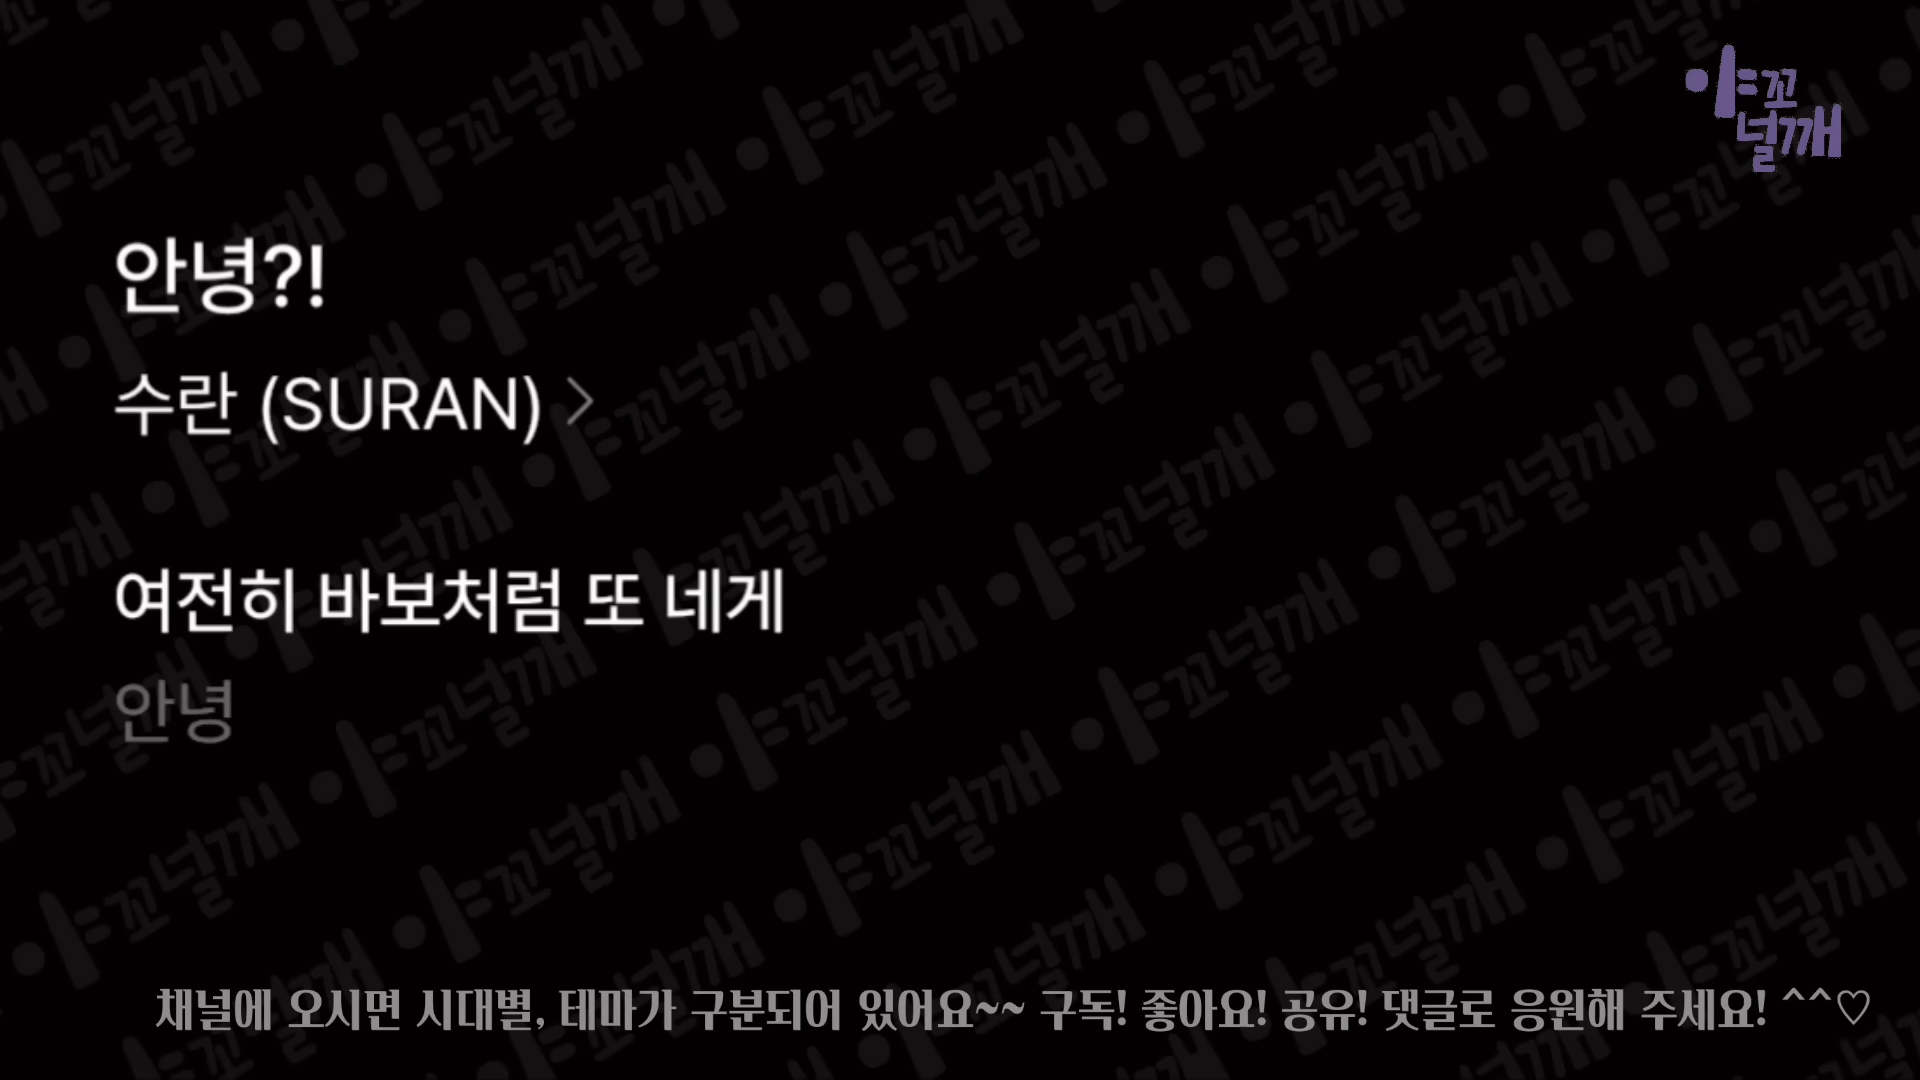 야꼬
널깨
안녕?!
수란 (SURAN) >
여전히 바보처럼 또 네게
안녕
채널에 오시면 시대별, 테마가 구분되어 있어요~~ 구독! 좋아요! 공유! 댓글로 응원해 주세요! ^^♡